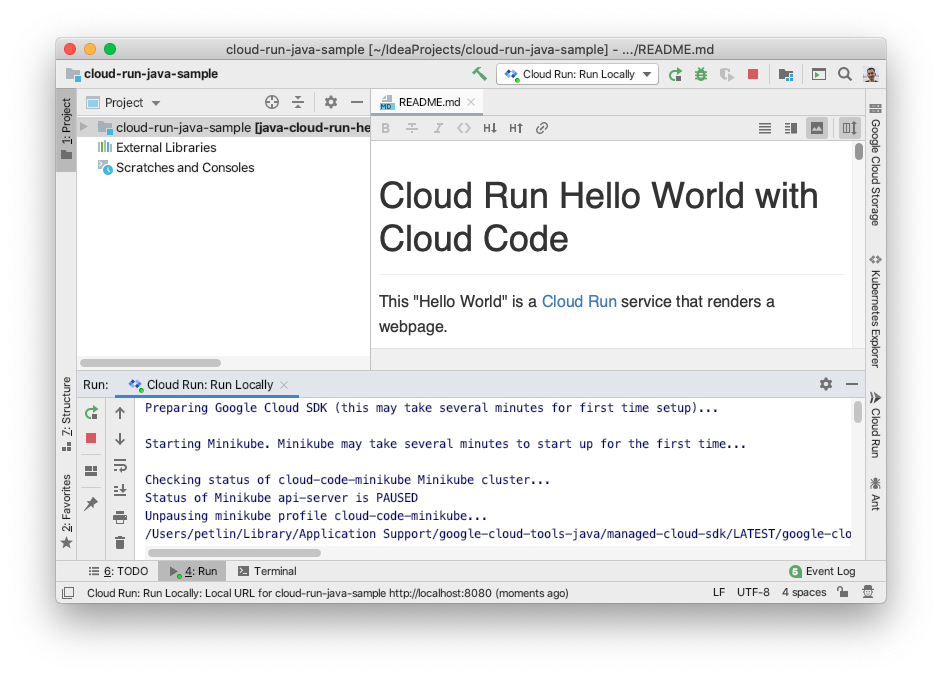 cloud-run-java-sample [~/IdeaProjects/cloud-run-java-sample] - .../README.md
cloud-run-java-sample
Cloud Run: Run Locally
1: Project
Project
README.md
cloud-run-java-sample [java-cloud-run-he
External Libraries
Scratches and Consoles
B
I
H↓
H↑
Cloud Run Hello World with
Cloud Code
This "Hello World" is a Cloud Run service that renders a
webpage.
Google Cloud Storage
Kubernetes Explorer
Cloud Run
Ant
Z: Structure
2: Favorites
Run:
Cloud Run: Run Locally
Preparing Google Cloud SDK (this may take several minutes for first time setup)...
Starting Minikube. Minikube may take several minutes to start up for the first time...
Checking status of cloud-code-minikube Minikube cluster...
Status of Minikube api-server is PAUSED
Unpausing minikube profile cloud-code-minikube...
/Users/petlin/Library/Application Support/google-cloud-tools-java/managed-cloud-sdk/LATEST/google-clo
6: TODO
4: Run
Terminal
5 Event Log
Cloud Run: Run Locally: Local URL for cloud-run-java-sample http://localhost:8080 (moments ago)
LF
UTF-8
4 spaces